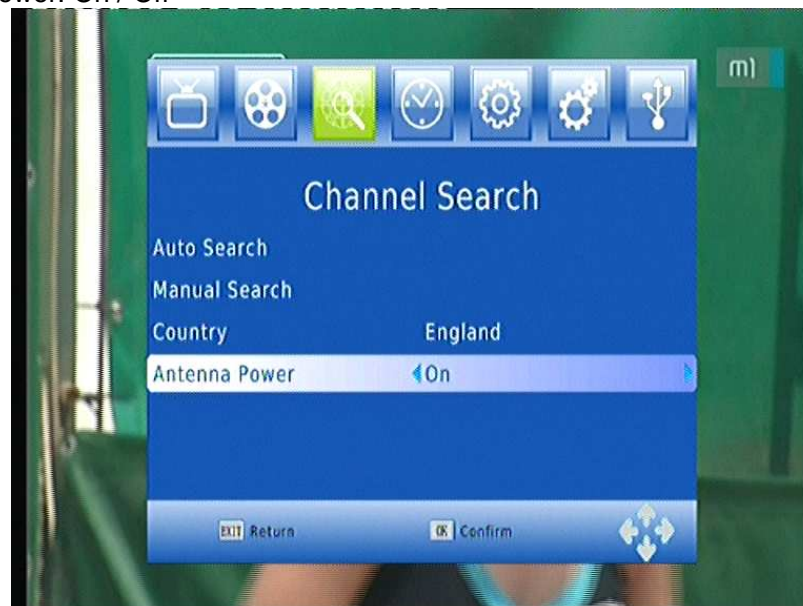 Channel Search
Auto Search
Manual Search
Country England
Antenna Power On
EXIT Return OK Confirm